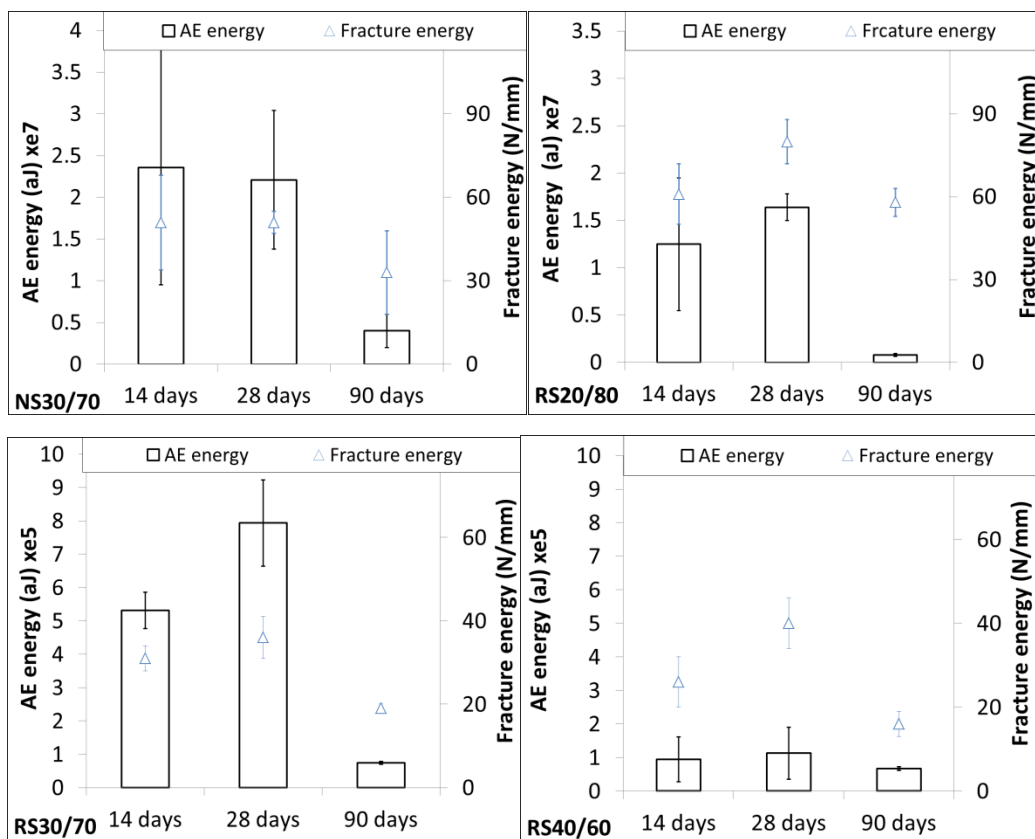 AE energy
Fracture energy
AE energy (aJ) xe7
4
3.5
3
2.5
2
1.5
1
0.5
0
Fracture energy (N/mm)
90
60
30
0
NS30/70
14 days
28 days
90 days
AE energy
Frcature energy
AE energy (aJ) xe7
3.5
3
2.5
2
1.5
1
0.5
0
Fracture energy (N/mm)
90
60
30
0
RS20/80
14 days
28 days
90 days
AE energy
Fracture energy
AE energy (aJ) xe5
10
9
8
7
6
5
4
3
2
1
0
Fracture energy (N/mm)
60
40
20
0
RS30/70
14 days
28 days
90 days
AE energy
Fracture energy
AE energy (aJ) xe5
10
9
8
7
6
5
4
3
2
1
0
Fracture energy (N/mm)
60
40
20
0
RS40/60
14 days
28 days
90 days